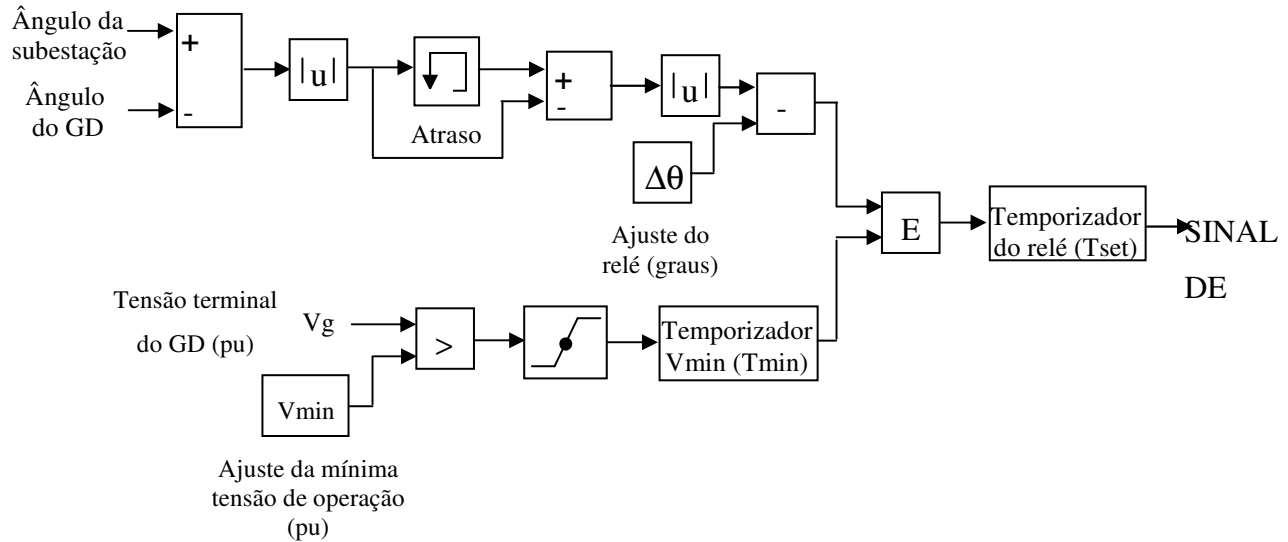 Ângulo da
subestação
+
-
Ângulo
do GD
|u|
Atraso
+
-
|u|
-
Δθ
Ajuste do
relé (graus)
E
Temporizador
do relé (Tset)
SINAL
DE
Tensão terminal
do GD (pu)
Vg
>
Vmin
Temporizador
Vmin (Tmin)
Ajuste da mínima
tensão de operação
(pu)